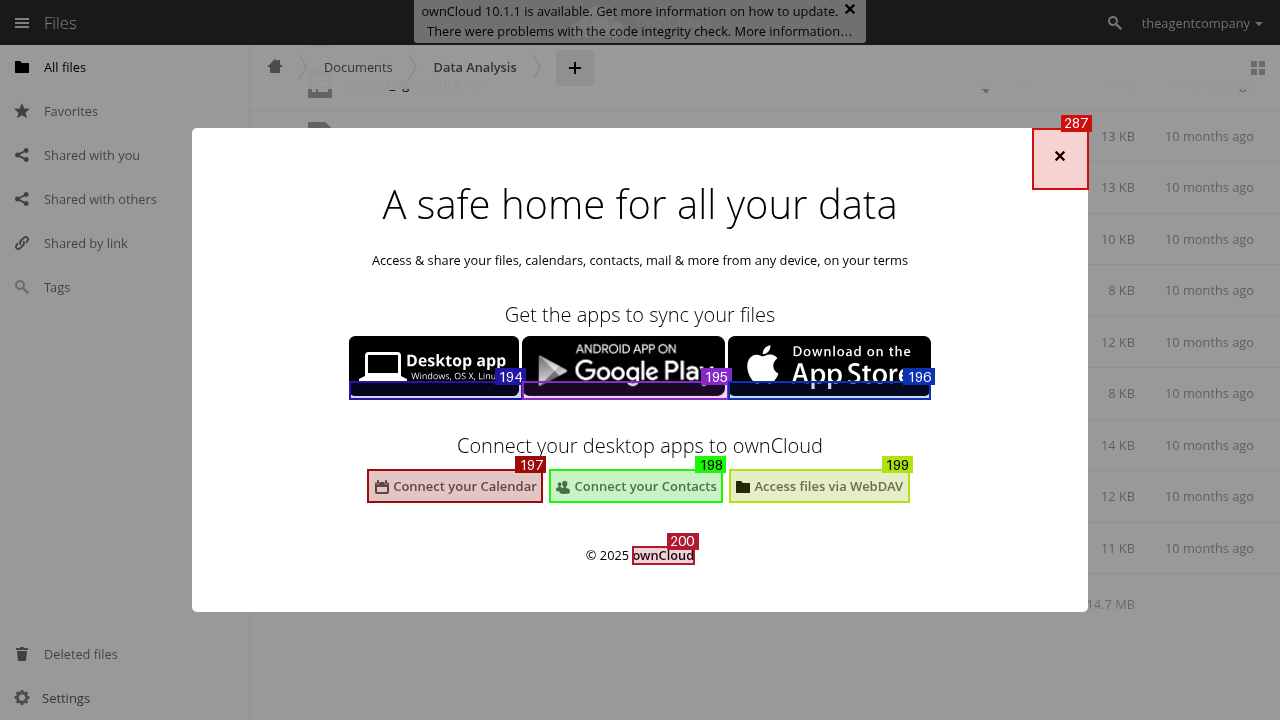 ownCloud 10.1.1 is available. Get more information on how to update.
There were problems with the code integrity check. More information…
Files
theagentcompany
All files
Documents
Data Analysis
ontario_agriculture
Favorites
Shared with you
Shared with others
Shared by link
Tags
Deleted files
Settings
287
13 KB 10 months ago
13 KB 10 months ago
10 KB 10 months ago
8 KB 10 months ago
12 KB 10 months ago
8 KB 10 months ago
14 KB 10 months ago
12 KB 10 months ago
11 KB 10 months ago
14.7 MB
A safe home for all your data
Access & share your files, calendars, contacts, mail & more from any device, on your terms
Get the apps to sync your files
Desktop app
Windows, OS X, Linu
194
ANDROID APP ON
Google Play
195
Download on the
App Store
196
Connect your desktop apps to ownCloud
197
Connect your Calendar
198
Connect your Contacts
199
Access files via WebDAV
200
© 2025 ownCloud